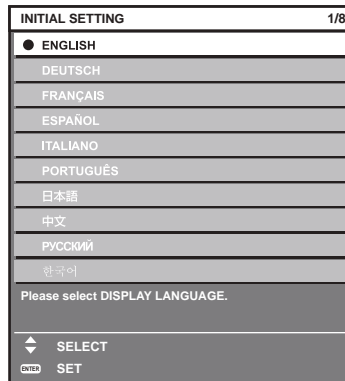 INITIAL SETTING 1/8
ENGLISH
DEUTSCH
FRANÇAIS
ESPAÑOL
ITALIANO
PORTUGUÊS
日本語
中文
РУССКИЙ
한국어
Please select DISPLAY LANGUAGE.
SELECT
ENTER SET